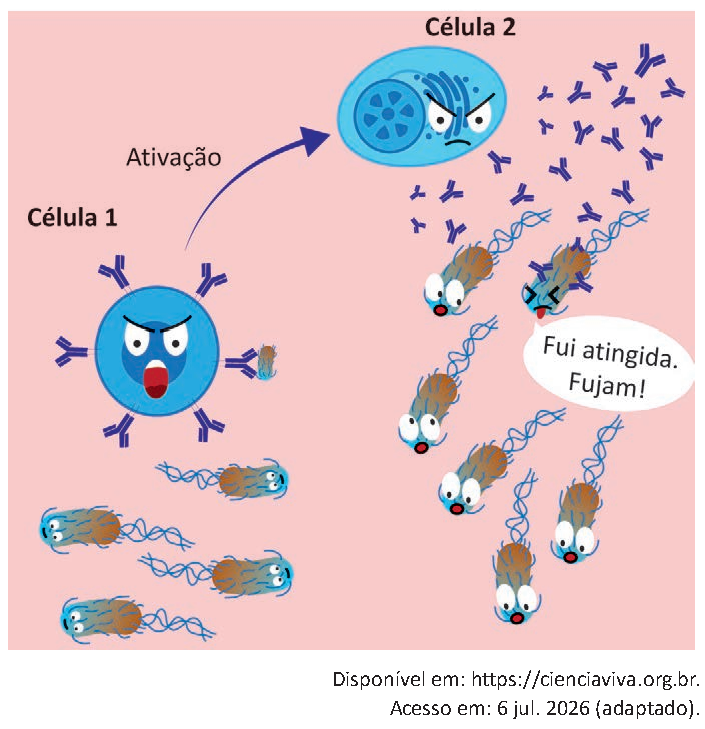 Célula 2
Ativação
Célula 1
Fui atingida.
Fujam!
Disponível em: https://cienciaviva.org.br.
Acesso em: 6 jul. 2026 (adaptado).